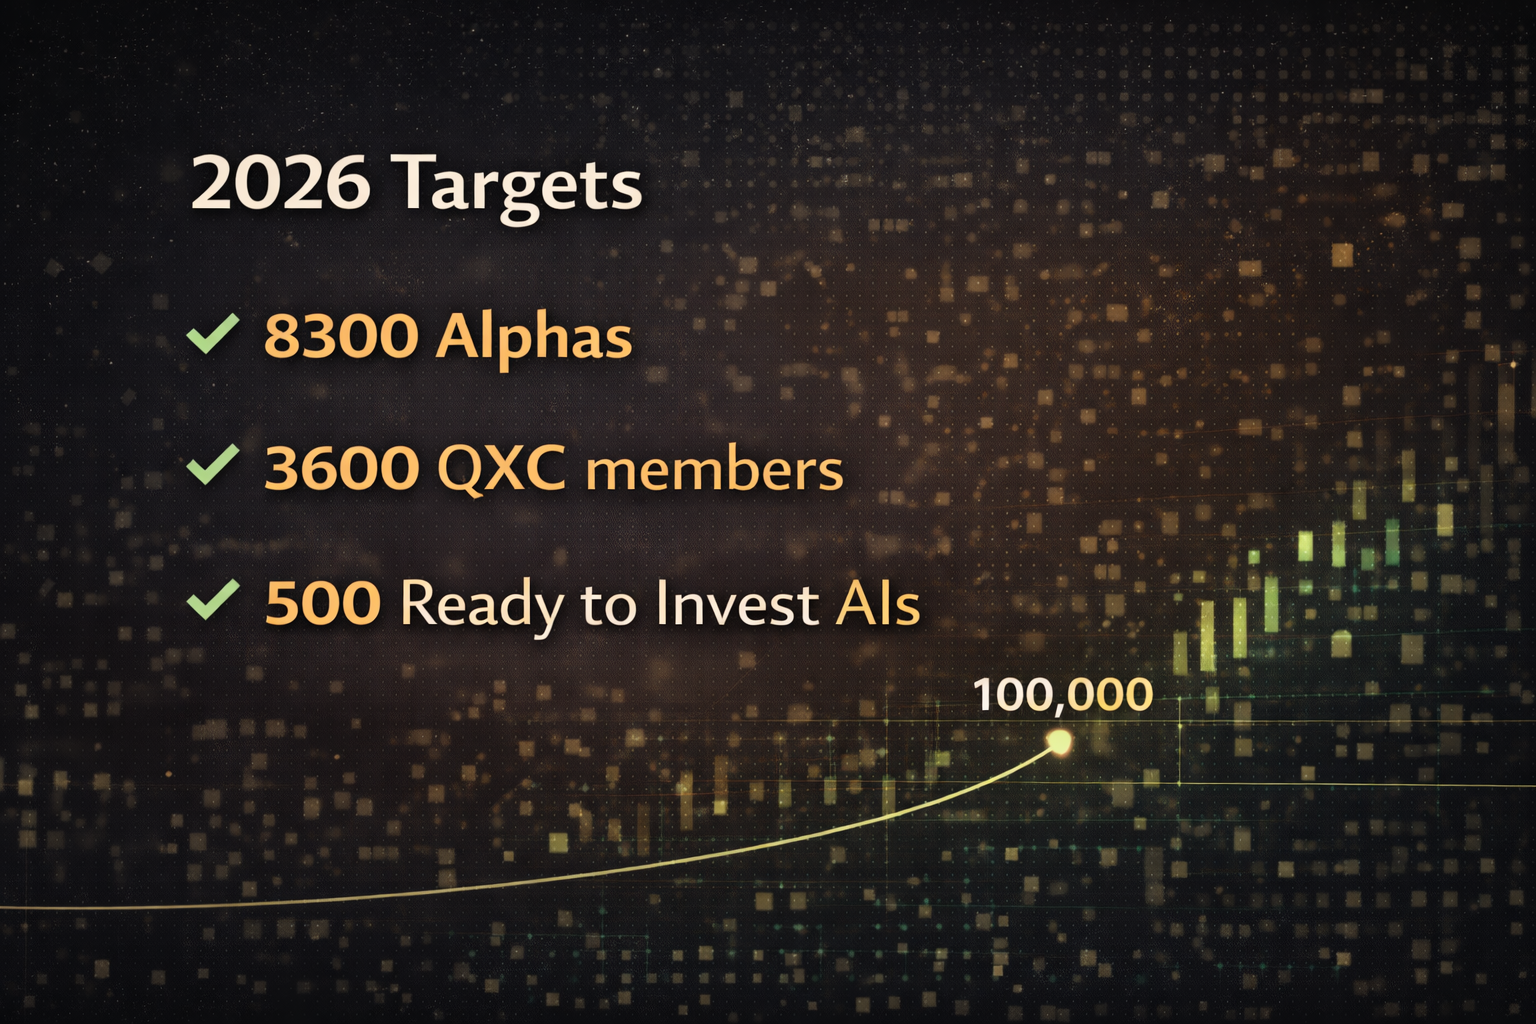 2026 Targets
8300 Alphas
3600 QXC members
500 Ready to Invest AIs
100,000